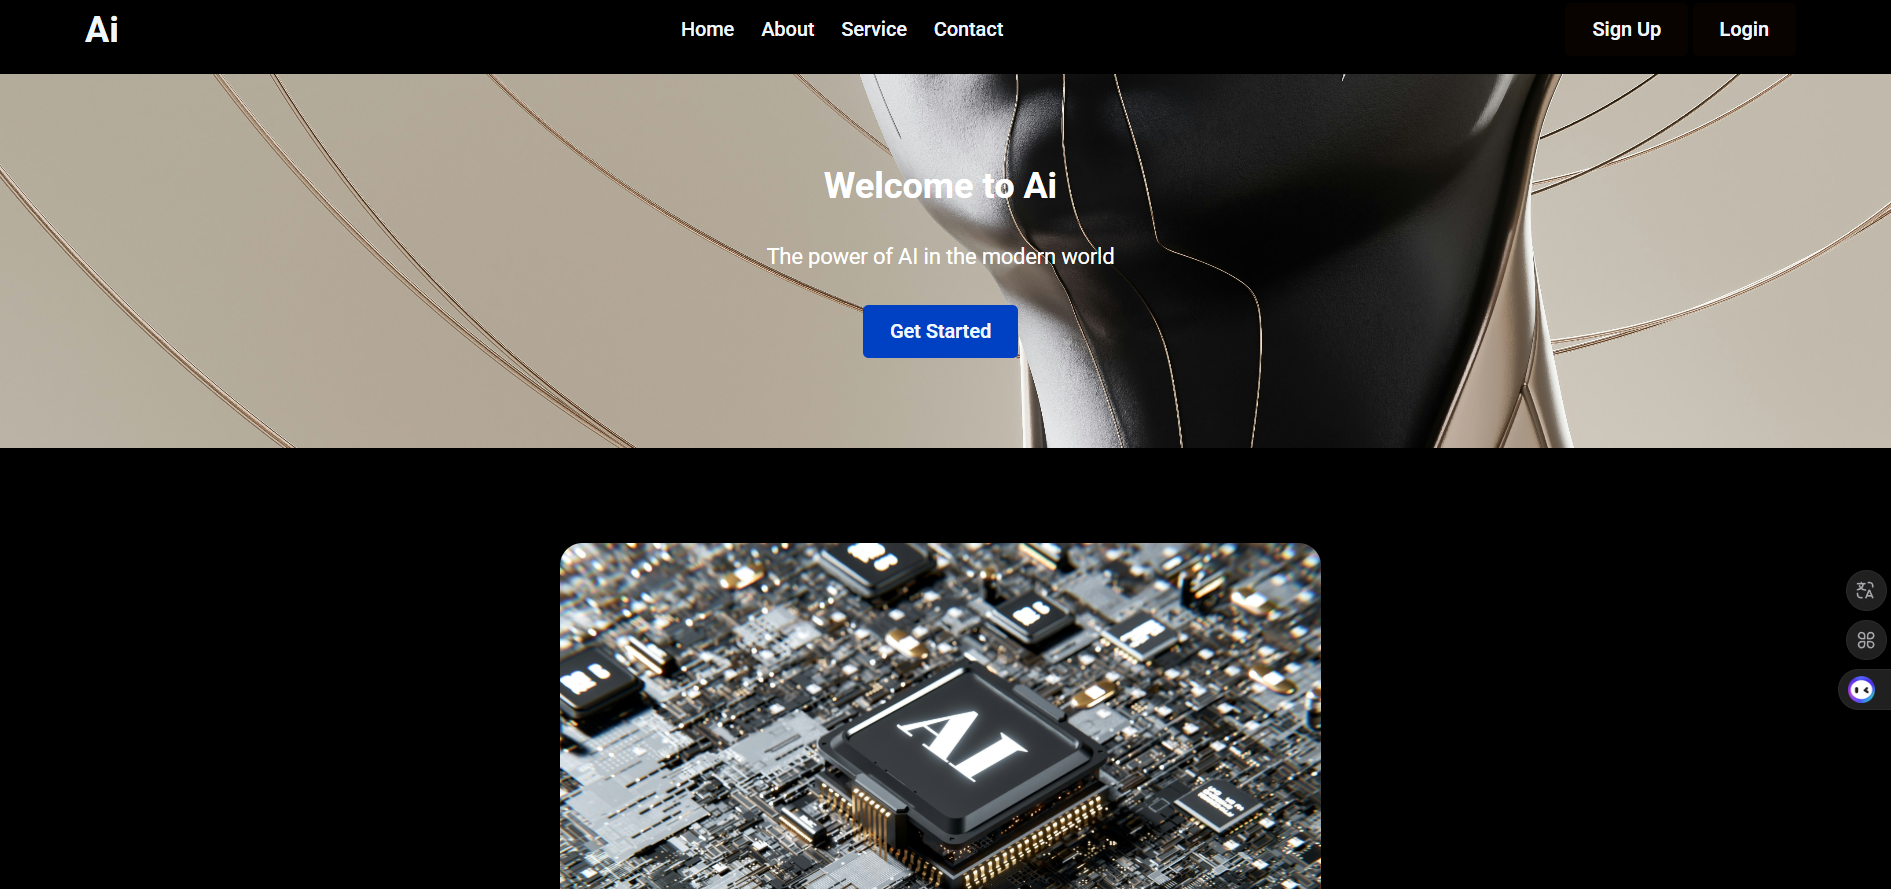 Ai
Home About Service Contact
Sign Up Login
Welcome to Ai
The power of AI in the modern world
Get Started
AI